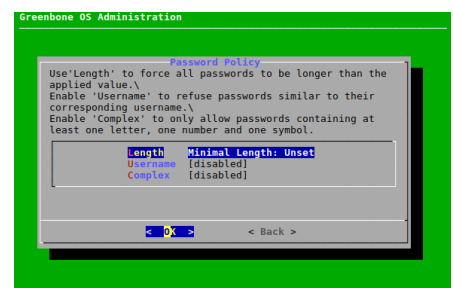 Greenbone OS Administration
Password Policy
Use'Length' to force all passwords to be longer than the
applied value.\
Enable 'Username' to refuse passwords similar to their
corresponding username.\
Enable 'Complex' to only allow passwords containing at
least one letter, one number and one symbol.
Length Minimal Length: Unset
Username [disabled]
Complex [disabled]
< OK > < Back >